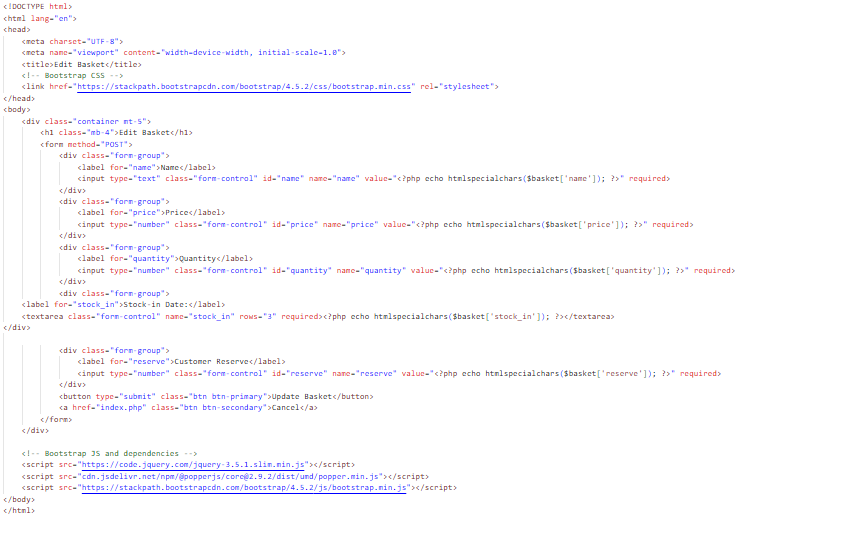 <!DOCTYPE html>
<html lang="en">
<head>
<meta charset="UTF-8">
<meta name="viewport" content="width=device-width, initial-scale=1.0">
<title>Edit Basket</title>
<!-- Bootstrap CSS -->
<link href="https://stackpath.bootstrapcdn.com/bootstrap/4.5.2/css/bootstrap.min.css" rel="stylesheet">
</head>
<body>
<div class="container mt-5">
<h1 class="mb-4">Edit Basket</h1>
<form method="POST">
<div class="form-group">
<label for="name">Name</label>
<input type="text" class="form-control" id="name" name="name" value="<?php echo htmlspecialchars($basket['name']); ?>" required>
</div>
<div class="form-group">
<label for="price">Price</label>
<input type="number" class="form-control" id="price" name="price" value="<?php echo htmlspecialchars($basket['price']); ?>" required>
</div>
<div class="form-group">
<label for="quantity">Quantity</label>
<input type="number" class="form-control" id="quantity" name="quantity" value="<?php echo htmlspecialchars($basket['quantity']); ?>" required>
</div>
<div class="form-group">
<label for="stock_in">Stock-in Date:</label>
<textarea class="form-control" name="stock_in" rows="3" required><?php echo htmlspecialchars($basket['stock_in']); ?></textarea>
</div>
<div class="form-group">
<label for="reserve">Customer Reserve</label>
<input type="number" class="form-control" id="reserve" name="reserve" value="<?php echo htmlspecialchars($basket['reserve']); ?>" required>
</div>
<button type="submit" class="btn btn-primary">Update Basket</button>
<a href="index.php" class="btn btn-secondary">Cancel</a>
</form>
</div>
<!-- Bootstrap JS and dependencies -->
<script src="https://code.jquery.com/jquery-3.5.1.slim.min.js"></script>
<script src="cdn.jsdelivr.net/npm/@popperjs/core@2.9.2/dist/umd/popper.min.js"></script>
<script src="https://stackpath.bootstrapcdn.com/bootstrap/4.5.2/js/bootstrap.min.js"></script>
</body>
</html>